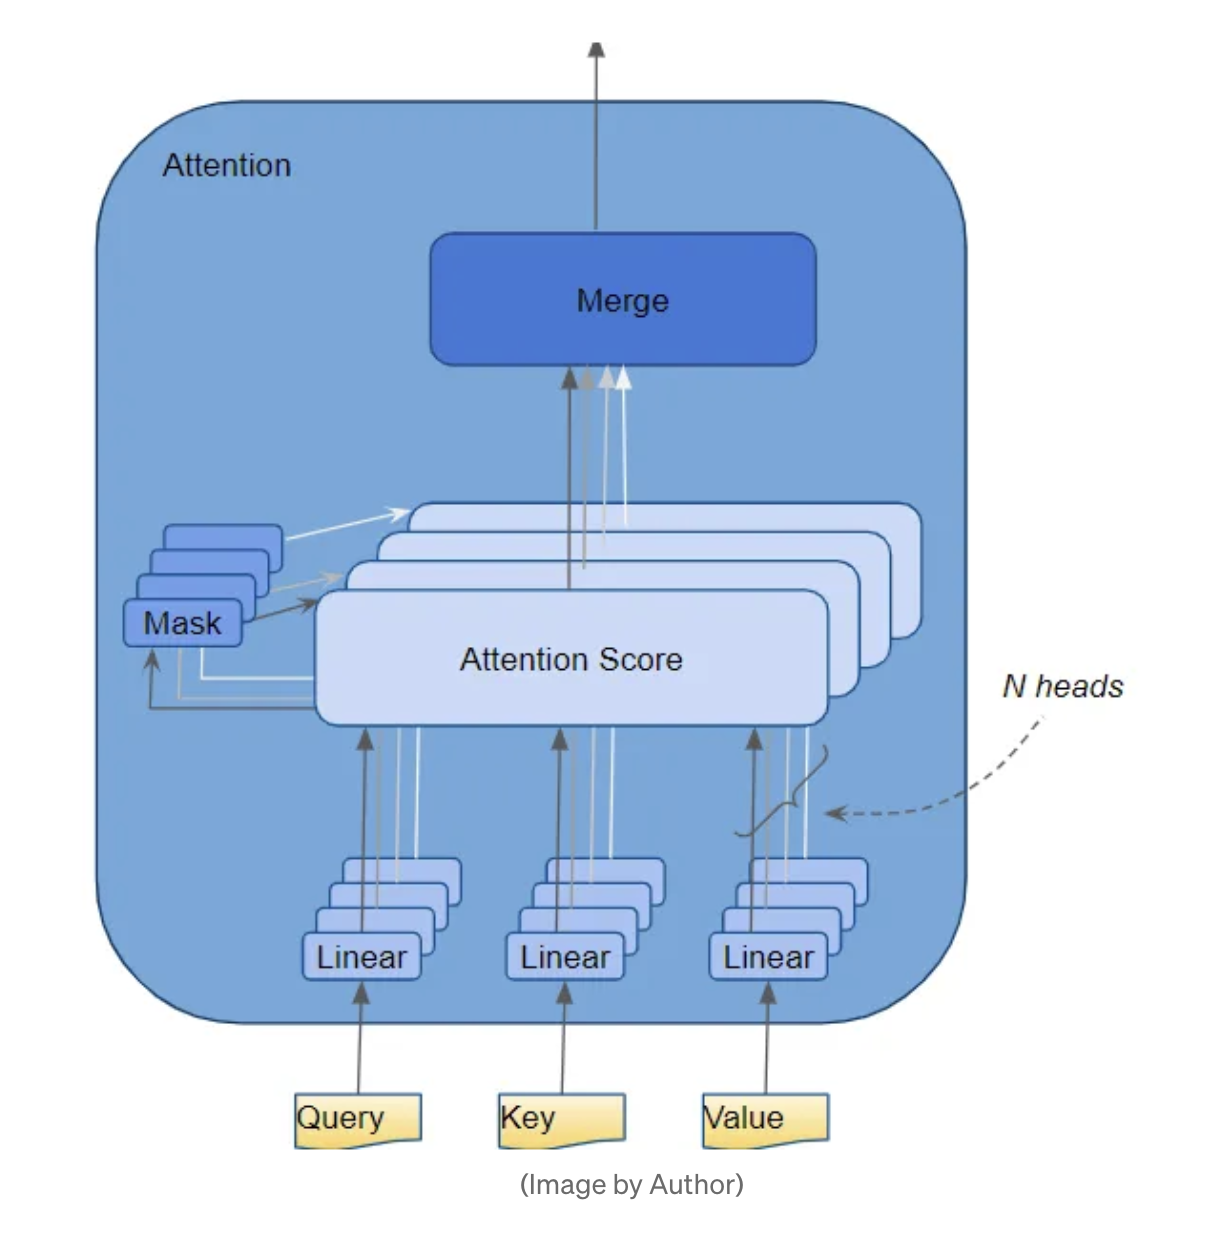 Attention
Merge
Mask
Attention Score
N heads
Linear
Linear
Linear
Query
Key
Value
(Image by Author)